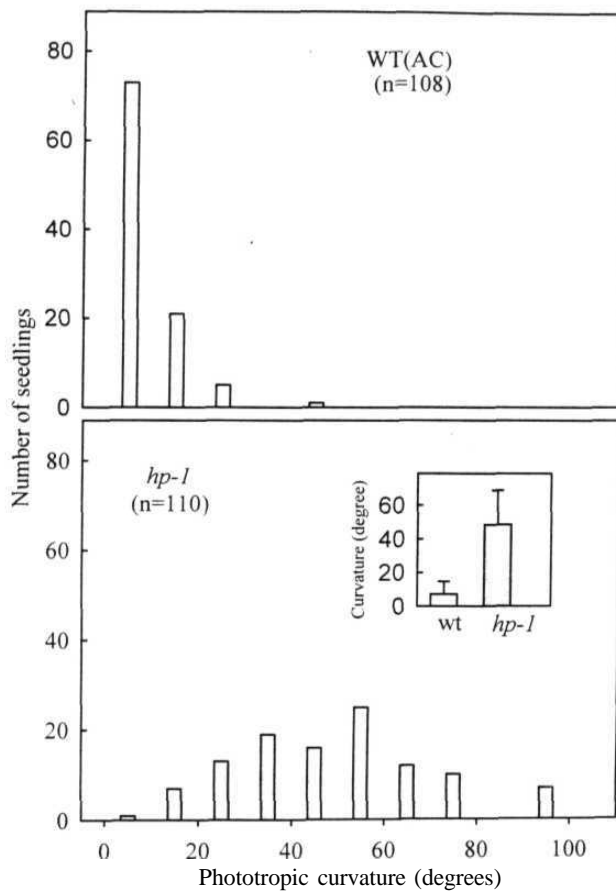 WT(AC)
(n=108)
80
60
40
20
0
Number of seedlings
hp-1
(n=110)
80
60
40
20
0
Curvature (degree)
60
40
20
0
wt hp-1
0 20 40 60 80 100
Phototropic curvature (degrees)